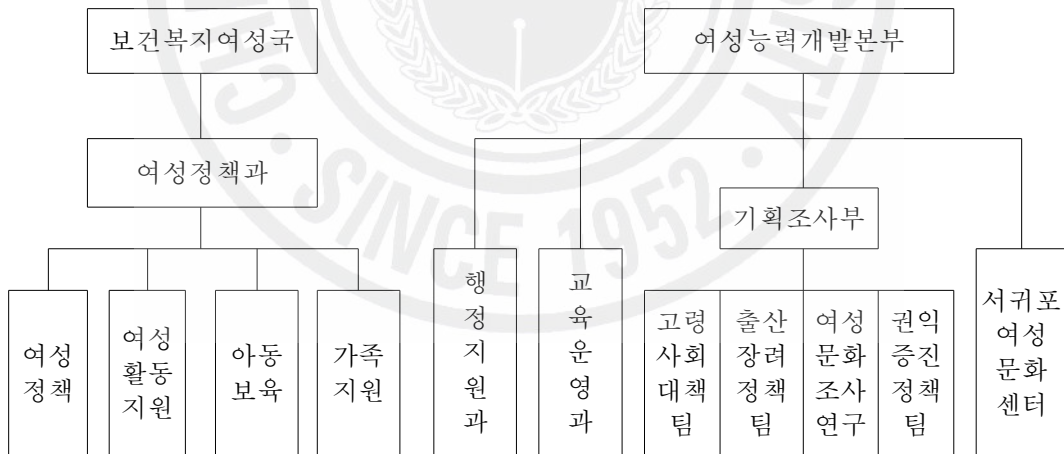 보건복지여성국
여성능력개발본부
여성정책과
기획조사부
여성
정책
여성
활동
지원
아동
보육
가족
지원
행
정
지
원
과
교
육
운
영
과
고령
사회
대책
팀
출산
장려
정책
팀
여성
문화
조사
연구
권익
증진
정책
팀
서귀포
여성
문화
센터
SINCE 1952